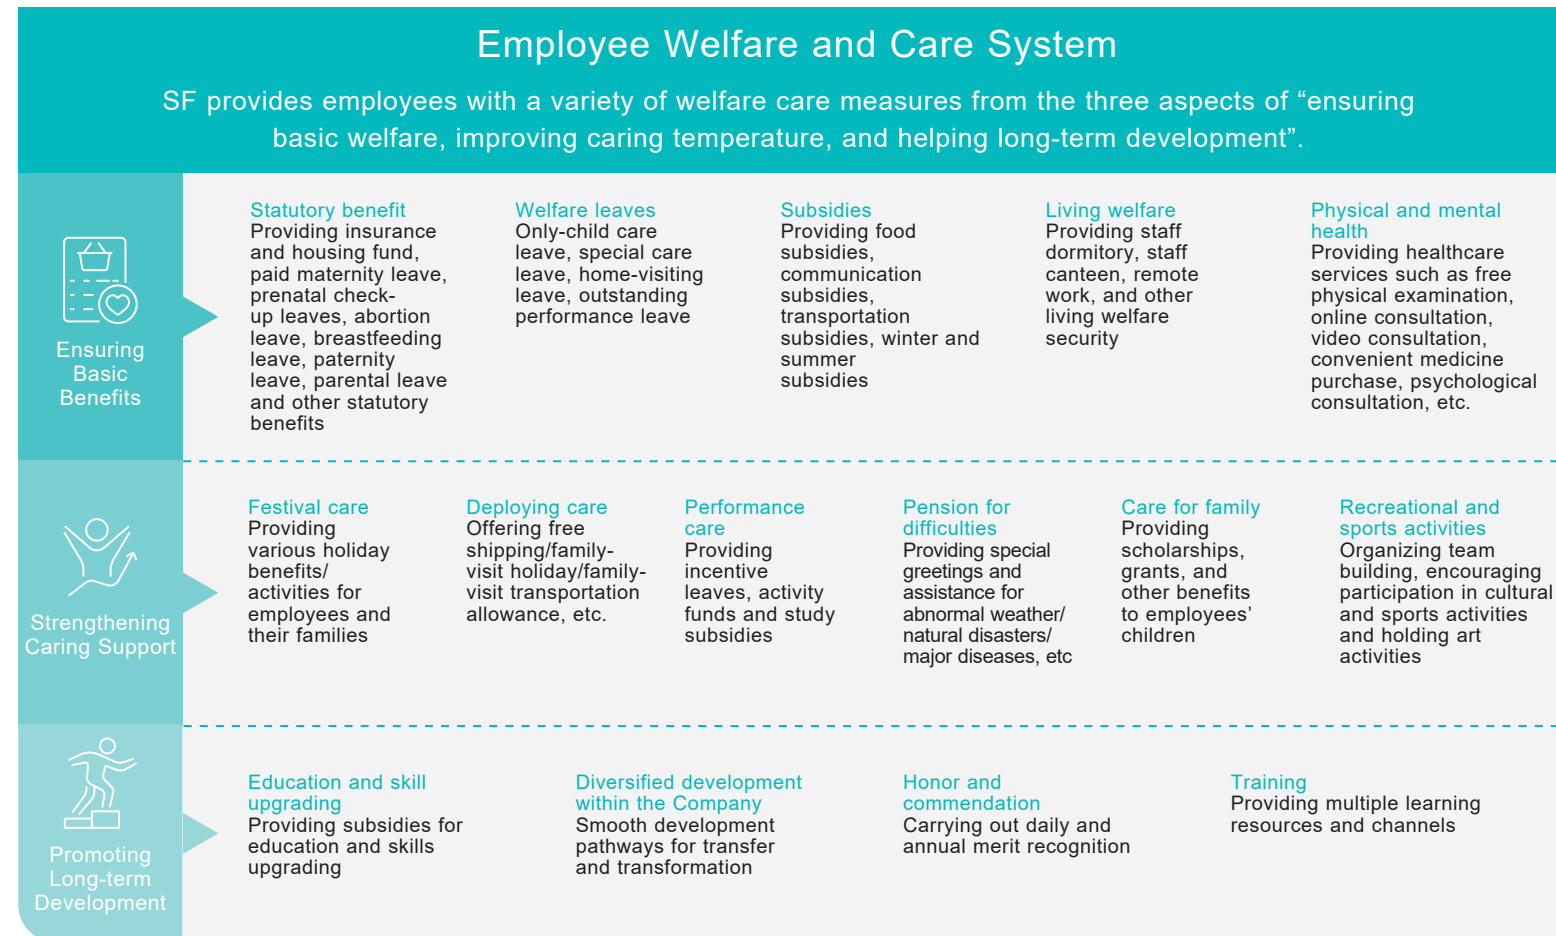 Employee Welfare and Care System
SF provides employees with a variety of welfare care measures from the three aspects of “ensuring
basic welfare, improving caring temperature, and helping long-term development”.
Ensuring
Basic
Benefits
Statutory benefit
Providing insurance
and housing fund,
paid maternity leave,
prenatal check-
up leaves, abortion
leave, breastfeeding
leave, paternity
leave, parental leave
and other statutory
benefits
Welfare leaves
Only-child care
leave, special care
leave, home-visiting
leave, outstanding
performance leave
Subsidies
Providing food
subsidies,
communication
subsidies,
transportation
subsidies, winter and
summer
subsidies
Living welfare
Providing staff
dormitory, staff
canteen, remote
work, and other
living welfare
security
Physical and mental
health
Providing healthcare
services such as free
physical examination,
online consultation,
video consultation,
convenient medicine
purchase, psychological
consultation, etc.
Strengthening
Caring Support
Festival care
Providing
various holiday
benefits/
activities for
employees and
their families
Deploying care
Offering free
shipping/family-
visit holiday/family-
visit transportation
allowance, etc.
Performance
care
Providing
incentive
leaves, activity
funds and study
subsidies
Pension for
difficulties
Providing special
greetings and
assistance for
abnormal weather/
natural disasters/
major diseases, etc
Care for family
Providing
scholarships,
grants, and
other benefits
to employees’
children
Recreational and
sports activities
Organizing team
building, encouraging
participation in cultural
and sports activities
and holding art
activities
Promoting
Long-term
Development
Education and skill
upgrading
Providing subsidies for
education and skills
upgrading
Diversified development
within the Company
Smooth development
pathways for transfer
and transformation
Honor and
commendation
Carrying out daily and
annual merit recognition
Training
Providing multiple learning
resources and channels